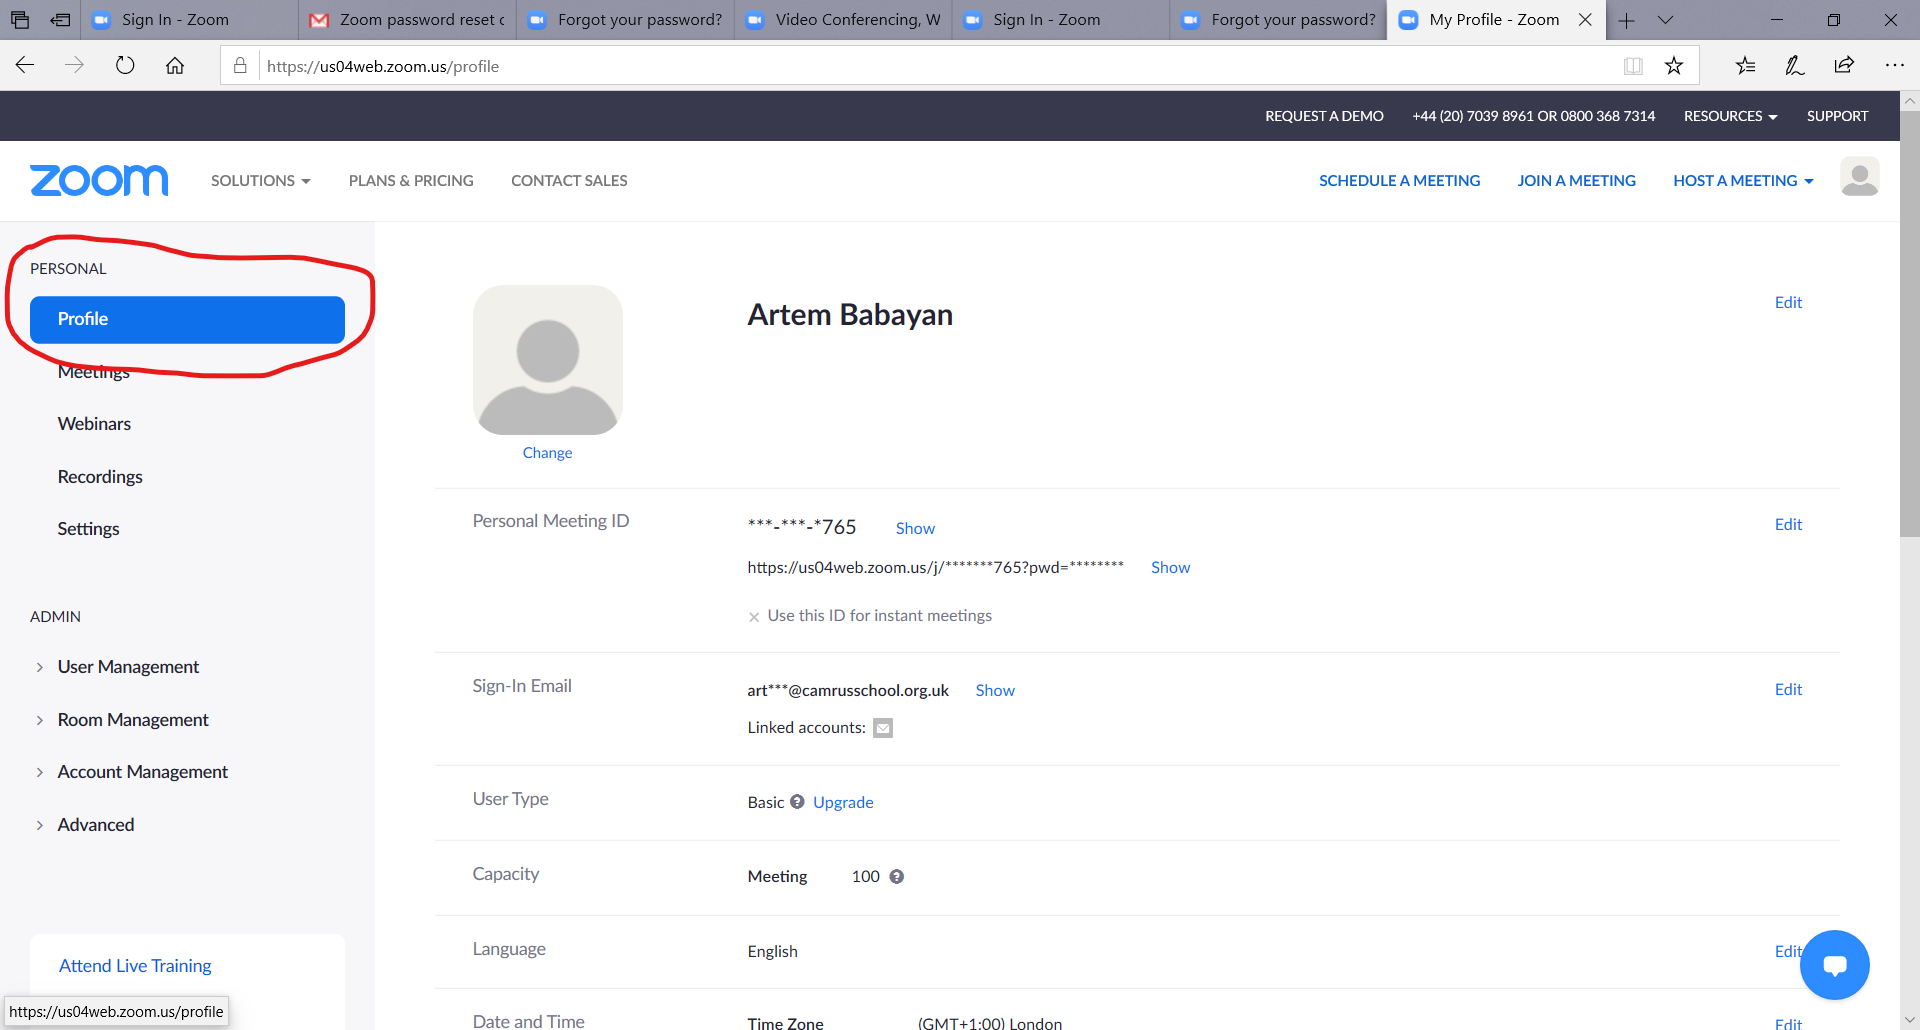 Sign In - Zoom
Zoom password reset c
Forgot your password?
Video Conferencing, W
Sign In - Zoom
Forgot your password?
My Profile - Zoom
https://us04web.zoom.us/profile
REQUEST A DEMO
+44 (20) 7039 8961 OR 0800 368 7314
RESOURCES
SUPPORT
zoom
SOLUTIONS
PLANS & PRICING
CONTACT SALES
SCHEDULE A MEETING
JOIN A MEETING
HOST A MEETING
PERSONAL
Profile
Meetings
Webinars
Recordings
Settings
ADMIN
User Management
Room Management
Account Management
Advanced
Attend Live Training
https://us04web.zoom.us/profile
Change
Artem Babayan
Edit
Personal Meeting ID
***-***-*765 Show
Edit
https://us04web.zoom.us/j/*******765?pwd=******** Show
Use this ID for instant meetings
Sign-In Email
art***@camrusschool.org.uk Show
Edit
Linked accounts:
User Type
Basic Upgrade
Capacity
Meeting 100
Language
English
Edit
Date and Time
Time Zone (GMT+1:00) London
Edit